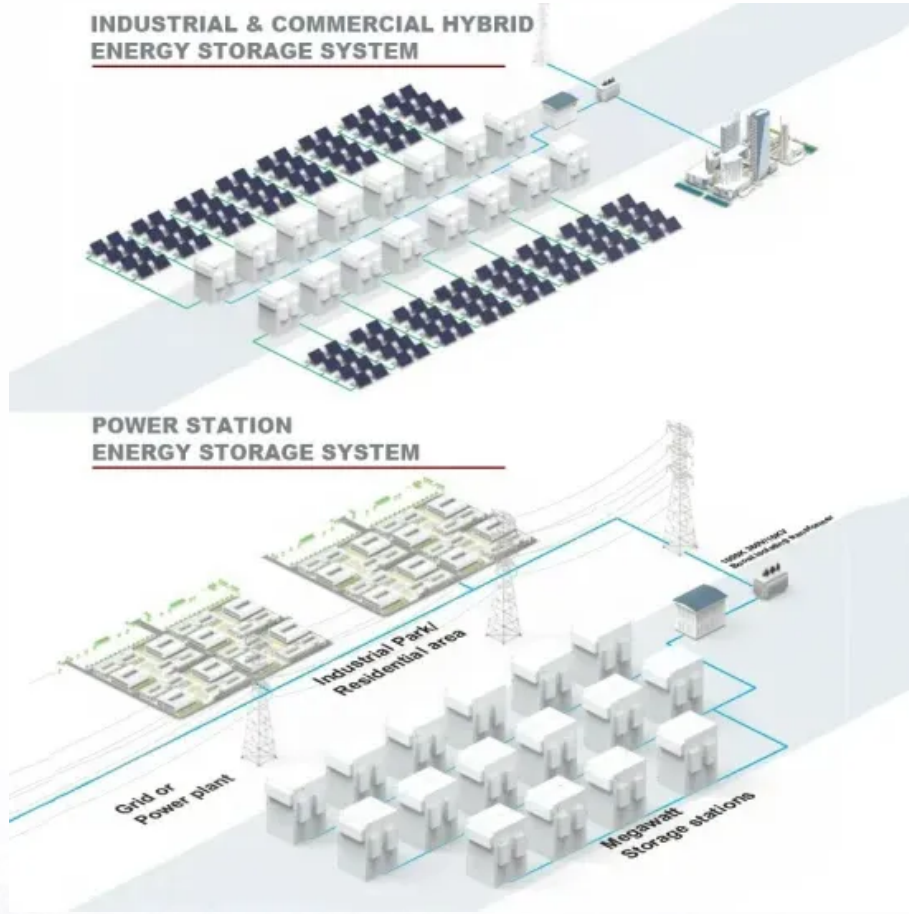 INDUSTRIAL & COMMERCIAL HYBRID
ENERGY STORAGE SYSTEM
POWER STATION
ENERGY STORAGE SYSTEM
Industrial Park/
Residential area
Grid or
Power plant
Megawatt
Storage stations